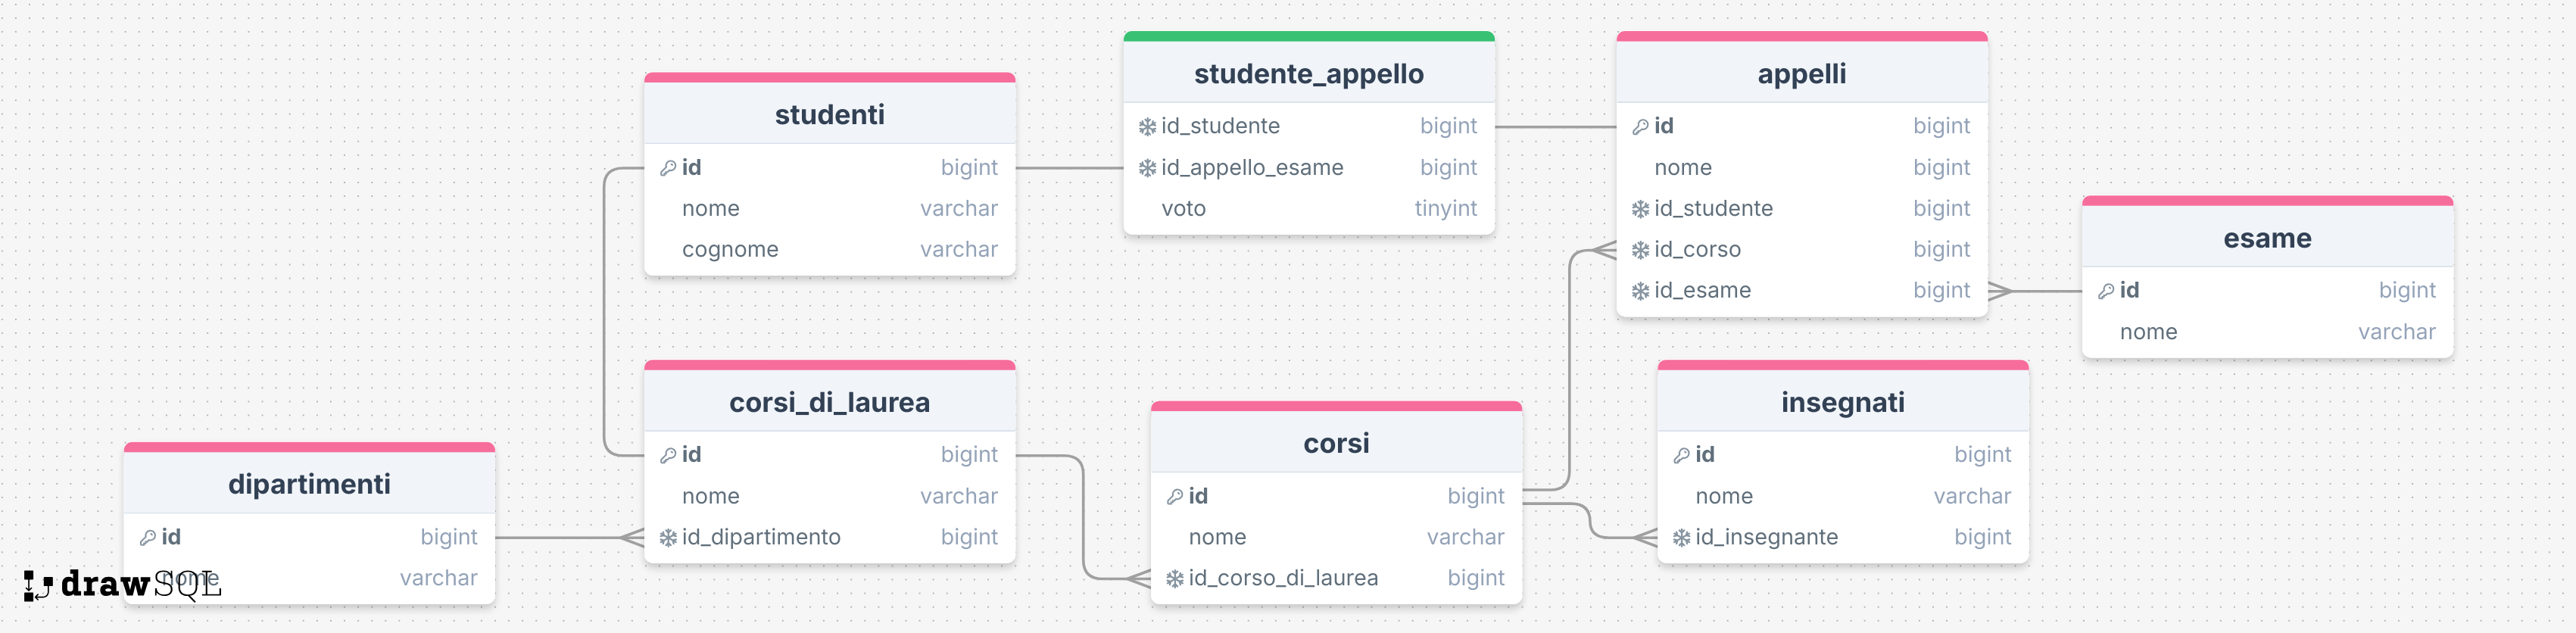 studenti
id bigint
nome varchar
cognome varchar
studente_appello
id_studente bigint
id_appello_esame bigint
voto tinyint
appelli
id bigint
nome bigint
id_studente bigint
id_corso bigint
id_esame bigint
esame
id bigint
nome varchar
dipartimenti
id bigint
nome varchar
corsi_di_laurea
id bigint
nome varchar
id_dipartimento bigint
corsi
id bigint
nome varchar
id_corso_di_laurea bigint
insegnati
id bigint
nome varchar
id_insegnante bigint
drawSQL